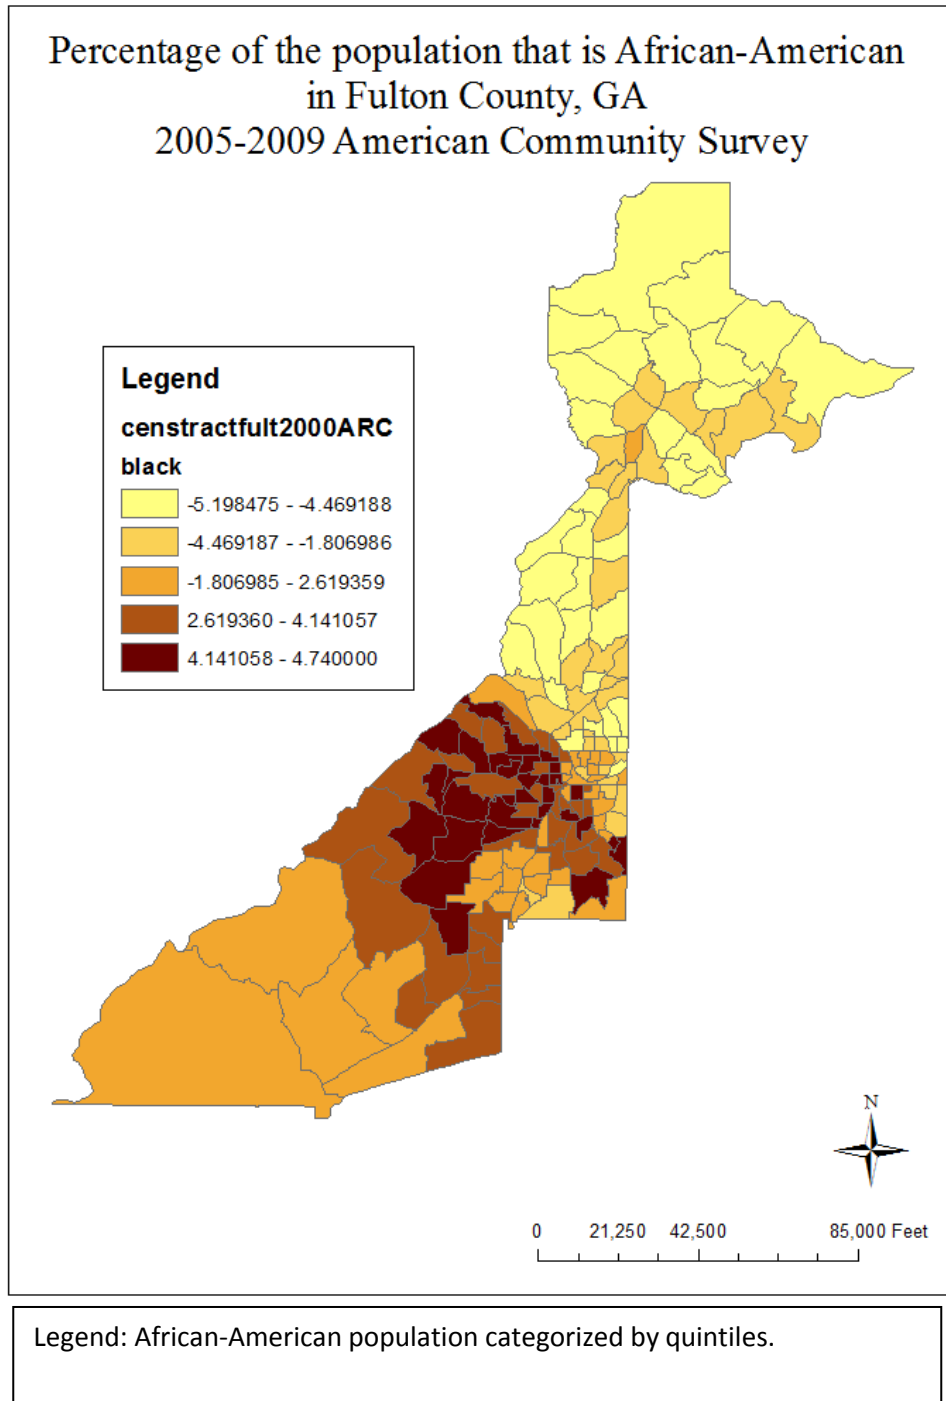 Percentage of the population that is African-American
in Fulton County, GA
2005-2009 American Community Survey
Legend
censtractfult2000ARC
black
-5.198475 - -4.469188
-4.469187 - -1.806986
-1.806985 - 2.619359
2.619360 - 4.141057
4.141058 - 4.740000
N
0 21,250 42,500 85,000 Feet
Legend: African-American population categorized by quintiles.